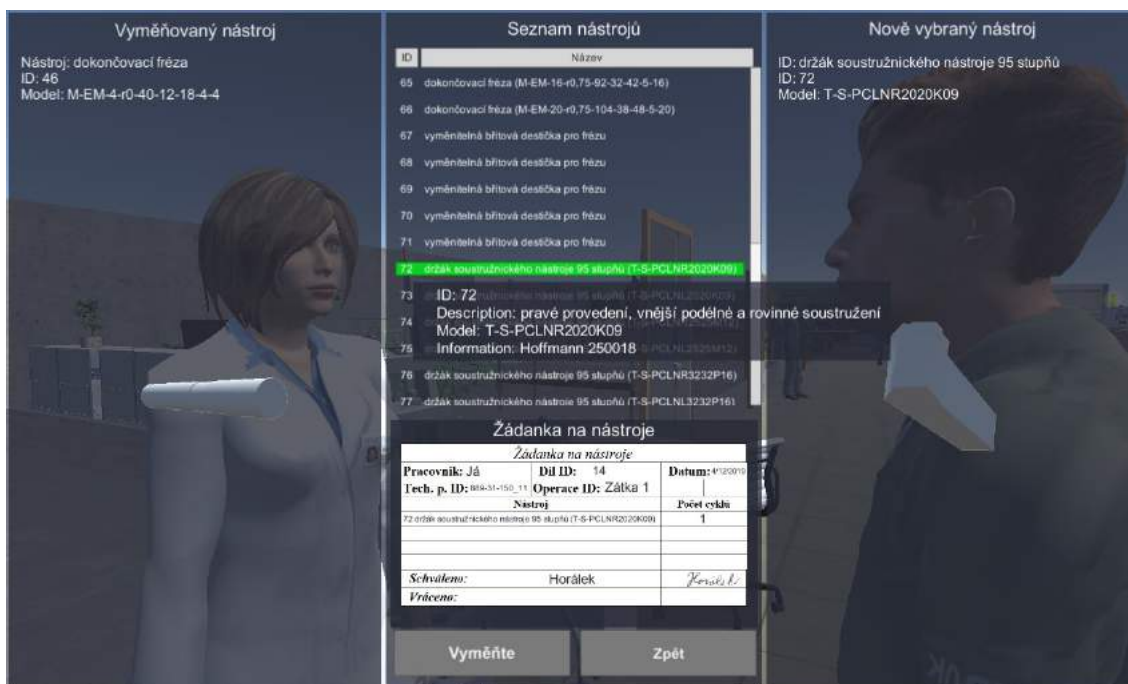 Vyměňovaný nástroj
Nástroj: dokončovací fréza
ID: 46
Model: M-EM-4-r0-40-12-18-4-4
Seznam nástrojů
ID Název
65 dokončovací fréza (M-EM-16-r0,75-92-32-42-5-16)
66 dokončovací fréza (M-EM-20-r0,75-104-38-48-5-20)
67 vyměnitelná břitová destička pro frézu
68 vyměnitelná břitová destička pro frézu
69 vyměnitelná břitová destička pro frézu
70 vyměnitelná břitová destička pro frézu
71 vyměnitelná břitová destička pro frézu
72 držák soustružnického nástroje 95 stupňů (T-S-PCLNR2020K09)
73
74
75
ID: 72
Description: pravé provedení, vnější podélné a rovinné soustružení
Model: T-S-PCLNR2020K09
Information: Hoffmann 250018
76 držák soustružnického nástroje 95 stupňů (T-S-PCLNR3232P16)
77 držák soustružnického nástroje 95 stupňů (T-S-PCLNL3232P16)
Žádanka na nástroje
Žádanka na nástroje
Pracovník: Já Díl ID: 14 Datum:
Tech. p. ID: Operace ID: Zátka 1
Nástroj Počet cyklů
72 držák soustružnického nástroje 95 stupňů (T-S-PCLNR2020K09) 1
Schváleno: Horálek Horálek
Vráceno:
Vyměňte Zpět
Nově vybraný nástroj
ID: držák soustružnického nástroje 95 stupňů
ID: 72
Model: T-S-PCLNR2020K09